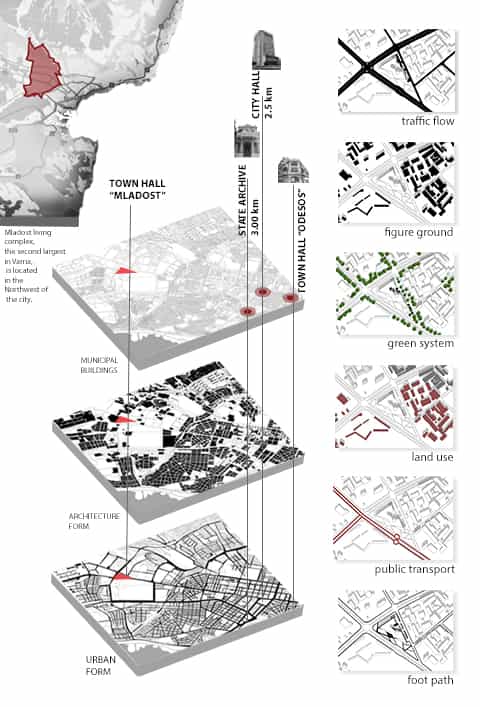 Mladost living
complex,
the second largest
in Varna,
is located
in the
Northwest of
the city.
TOWN HALL
"MLADOST"
STATE ARCHIVE
3.00 km
CITY HALL
2.5 km
TOWN HALL "ODESOS"
MUNICIPAL
BUILDINGS
ARCHITECTURE
FORM
URBAN
FORM
traffic flow
figure ground
green system
land use
public transport
foot path